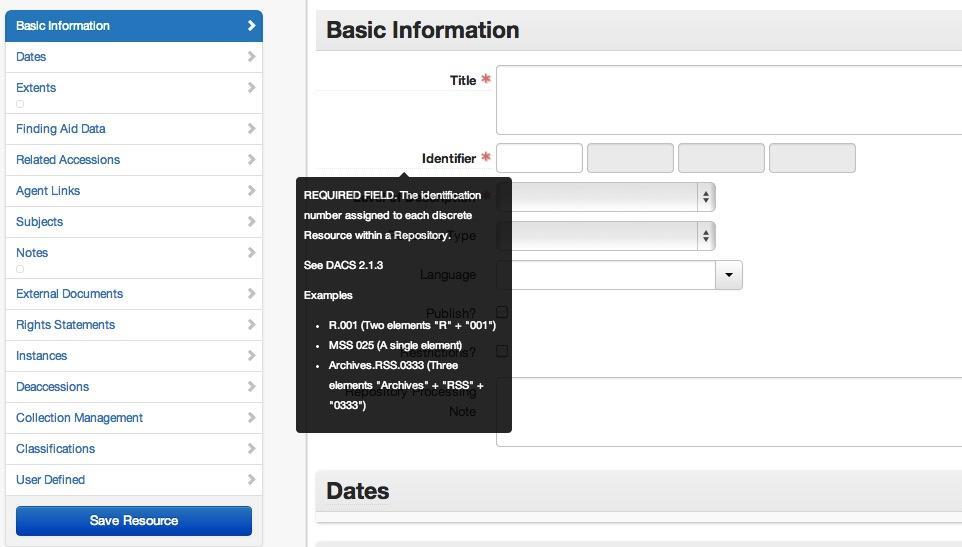 Basic Information
Dates
Extents
Finding Aid Data
Related Accessions
Agent Links
Subjects
Notes
External Documents
Rights Statements
Instances
Deaccessions
Collection Management
Classifications
User Defined
Save Resource
Basic Information
Title *
Identifier *
REQUIRED FIELD. The identification
number assigned to each discrete
Resource within a Repository.
Type
See DACS 2.1.3
Language
Examples
Publish?
R.001 (Two elements "R" + "001")
MSS 025 (A single element)
Restrictions?
Archives.RSS.0333 (Three
elements "Archives" + "RSS" +
Repository Processing
"0333")
Note
Dates